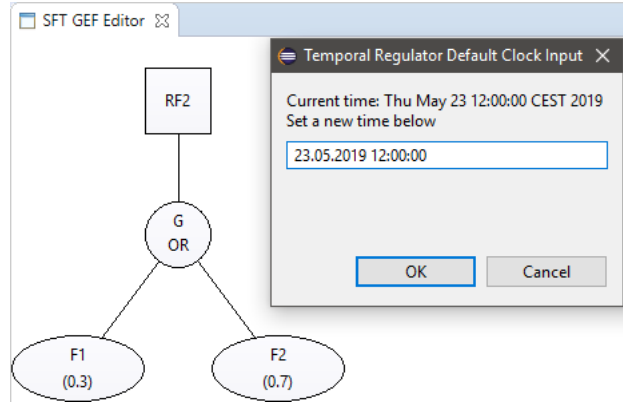 SFT GEF Editor
RF2
G
OR
F1
(0.3)
F2
(0.7)
Temporal Regulator Default Clock Input
Current time: Thu May 23 12:00:00 CEST 2019
Set a new time below
23.05.2019 12:00:00
OK
Cancel